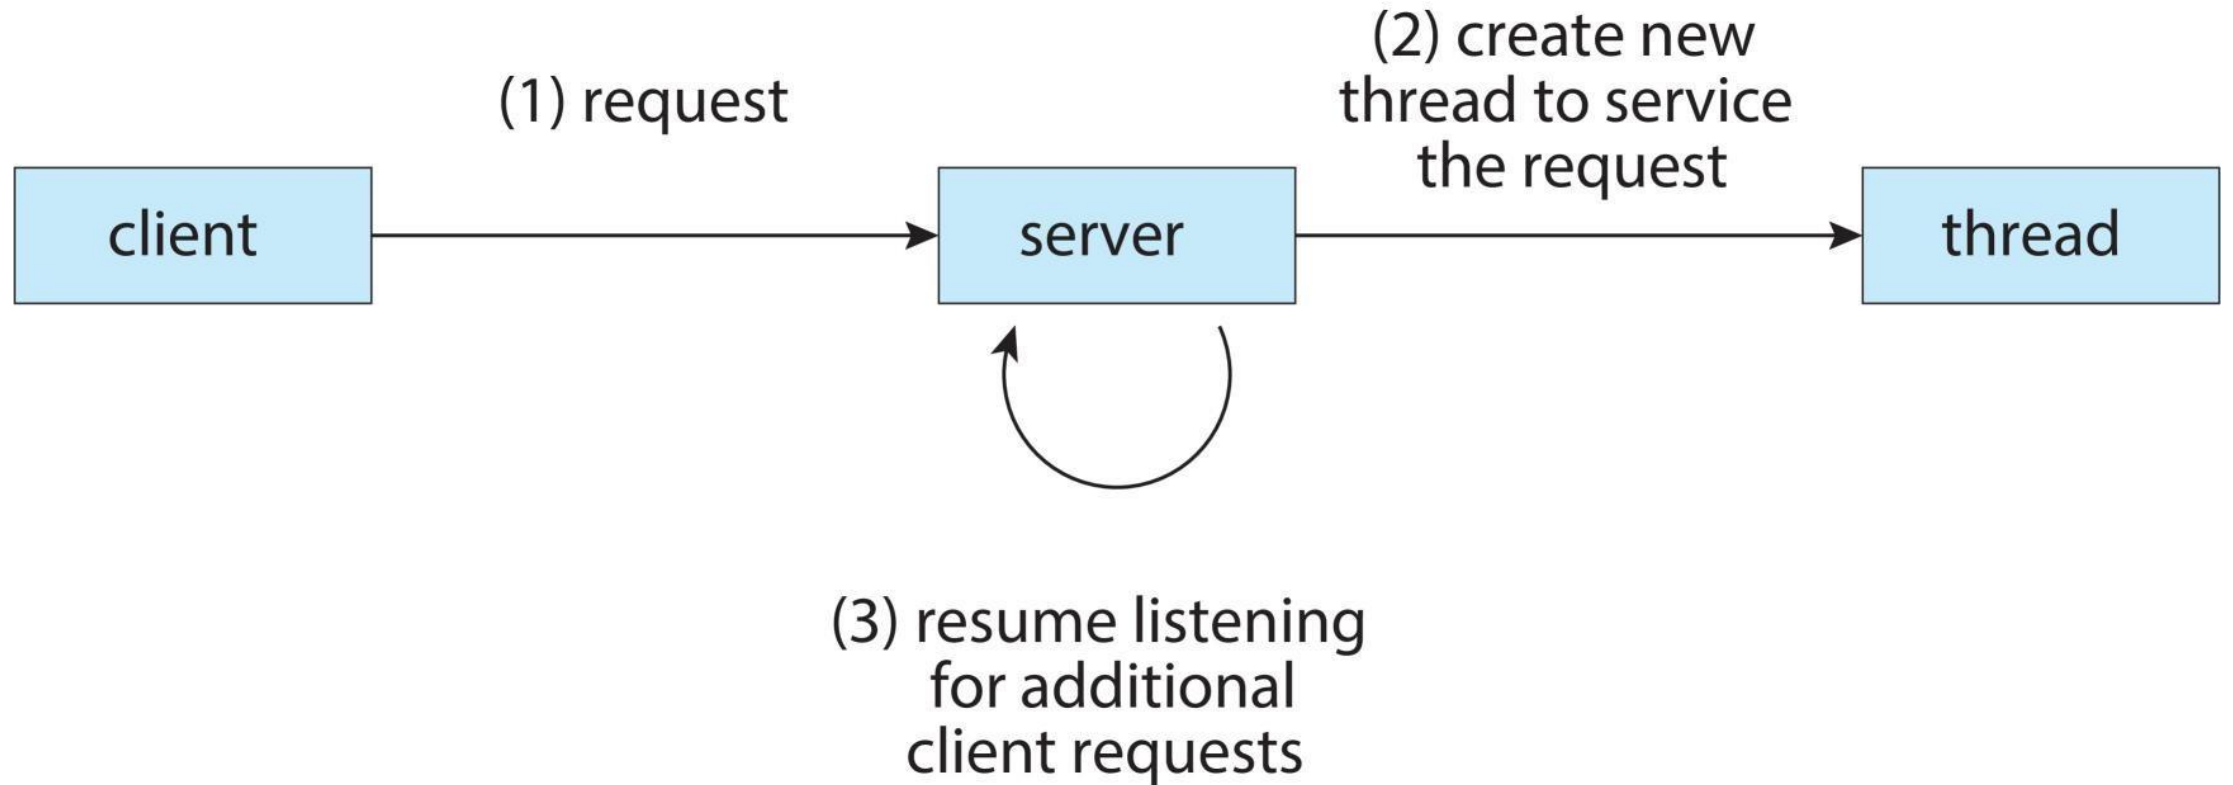 (1) request
(2) create new
thread to service
the request
client
server
thread
(3) resume listening
for additional
client requests